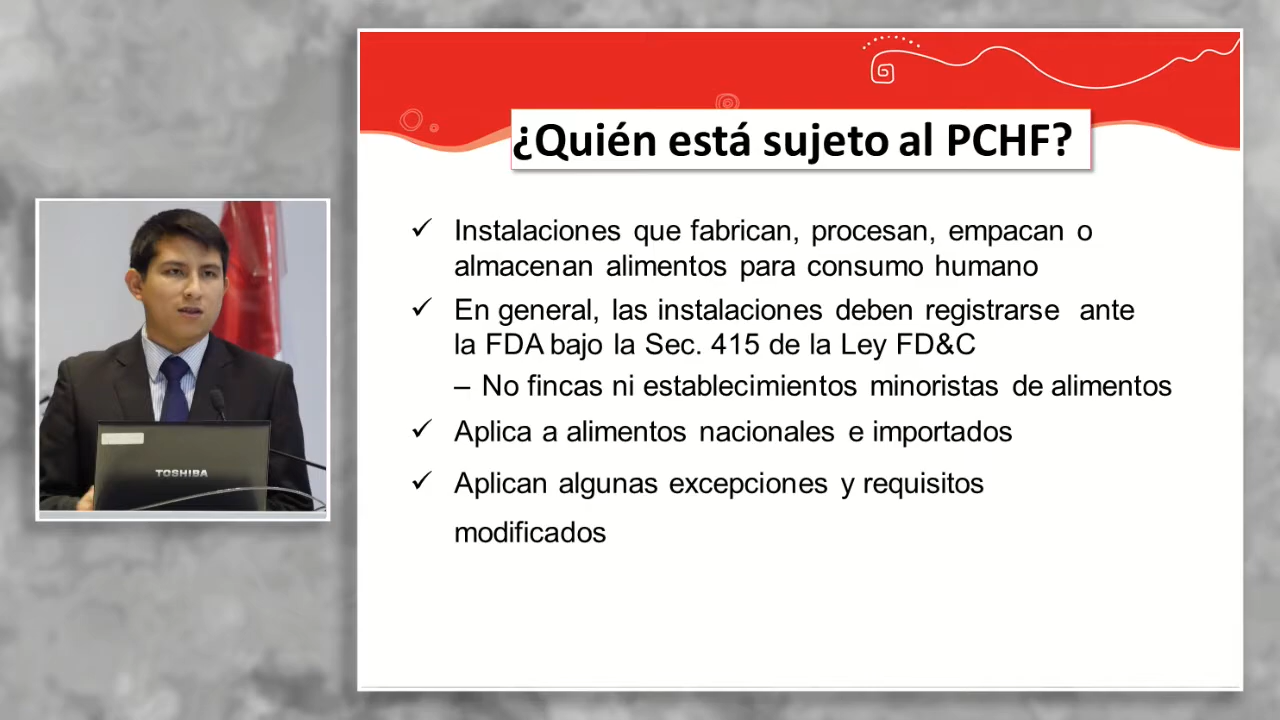 ¿Quién está sujeto al PCHF?
Instalaciones que fabrican, procesan, empacan o
almacenan alimentos para consumo humano
En general, las instalaciones deben registrarse ante
la FDA bajo la Sec. 415 de la Ley FD&C
– No fincas ni establecimientos minoristas de alimentos
Aplica a alimentos nacionales e importados
Aplican algunas excepciones y requisitos
modificados
TOSHIBA